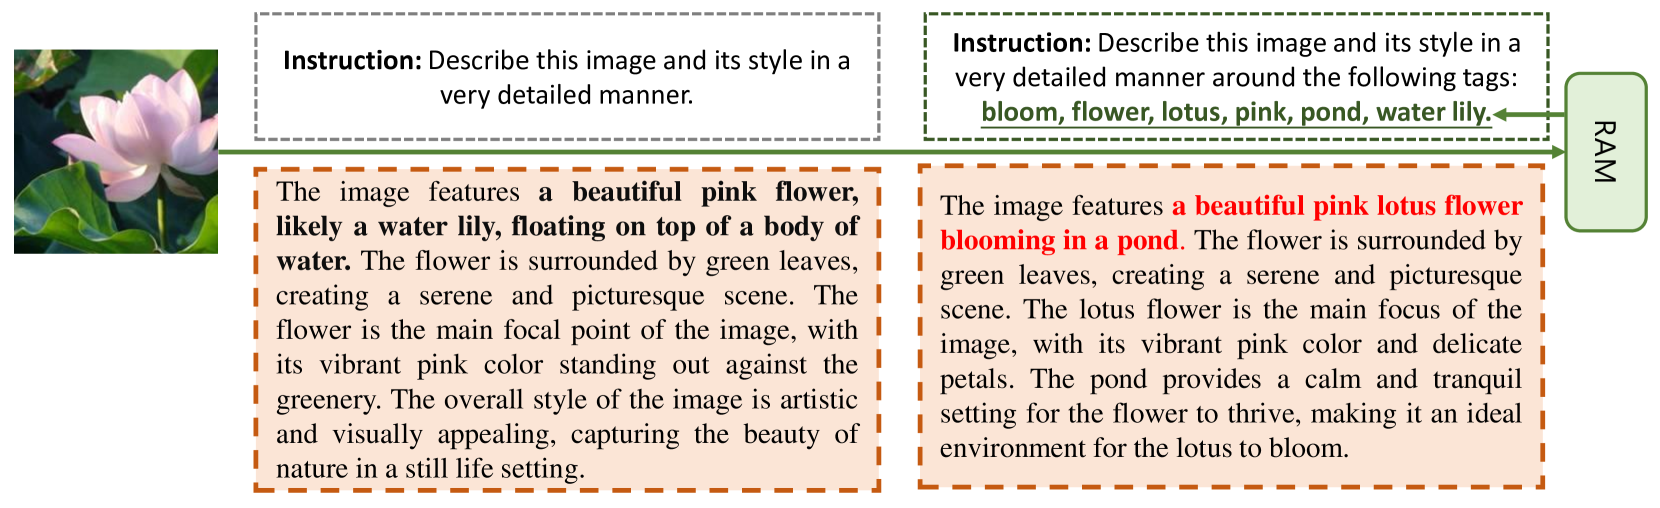 Instruction: Describe this image and its style in a
very detailed manner.
The image features a beautiful pink flower,
likely a water lily, floating on top of a body of
water. The flower is surrounded by green leaves,
creating a serene and picturesque scene. The
flower is the main focal point of the image, with
its vibrant pink color standing out against the
greenery. The overall style of the image is artistic
and visually appealing, capturing the beauty of
nature in a still life setting.
Instruction: Describe this image and its style in a
very detailed manner around the following tags:
bloom, flower, lotus, pink, pond, water lily.
The image features a beautiful pink lotus flower
blooming in a pond. The flower is surrounded by
green leaves, creating a serene and picturesque
scene. The lotus flower is the main focus of the
image, with its vibrant pink color and delicate
petals. The pond provides a calm and tranquil
setting for the flower to thrive, making it an ideal
environment for the lotus to bloom.
RAM